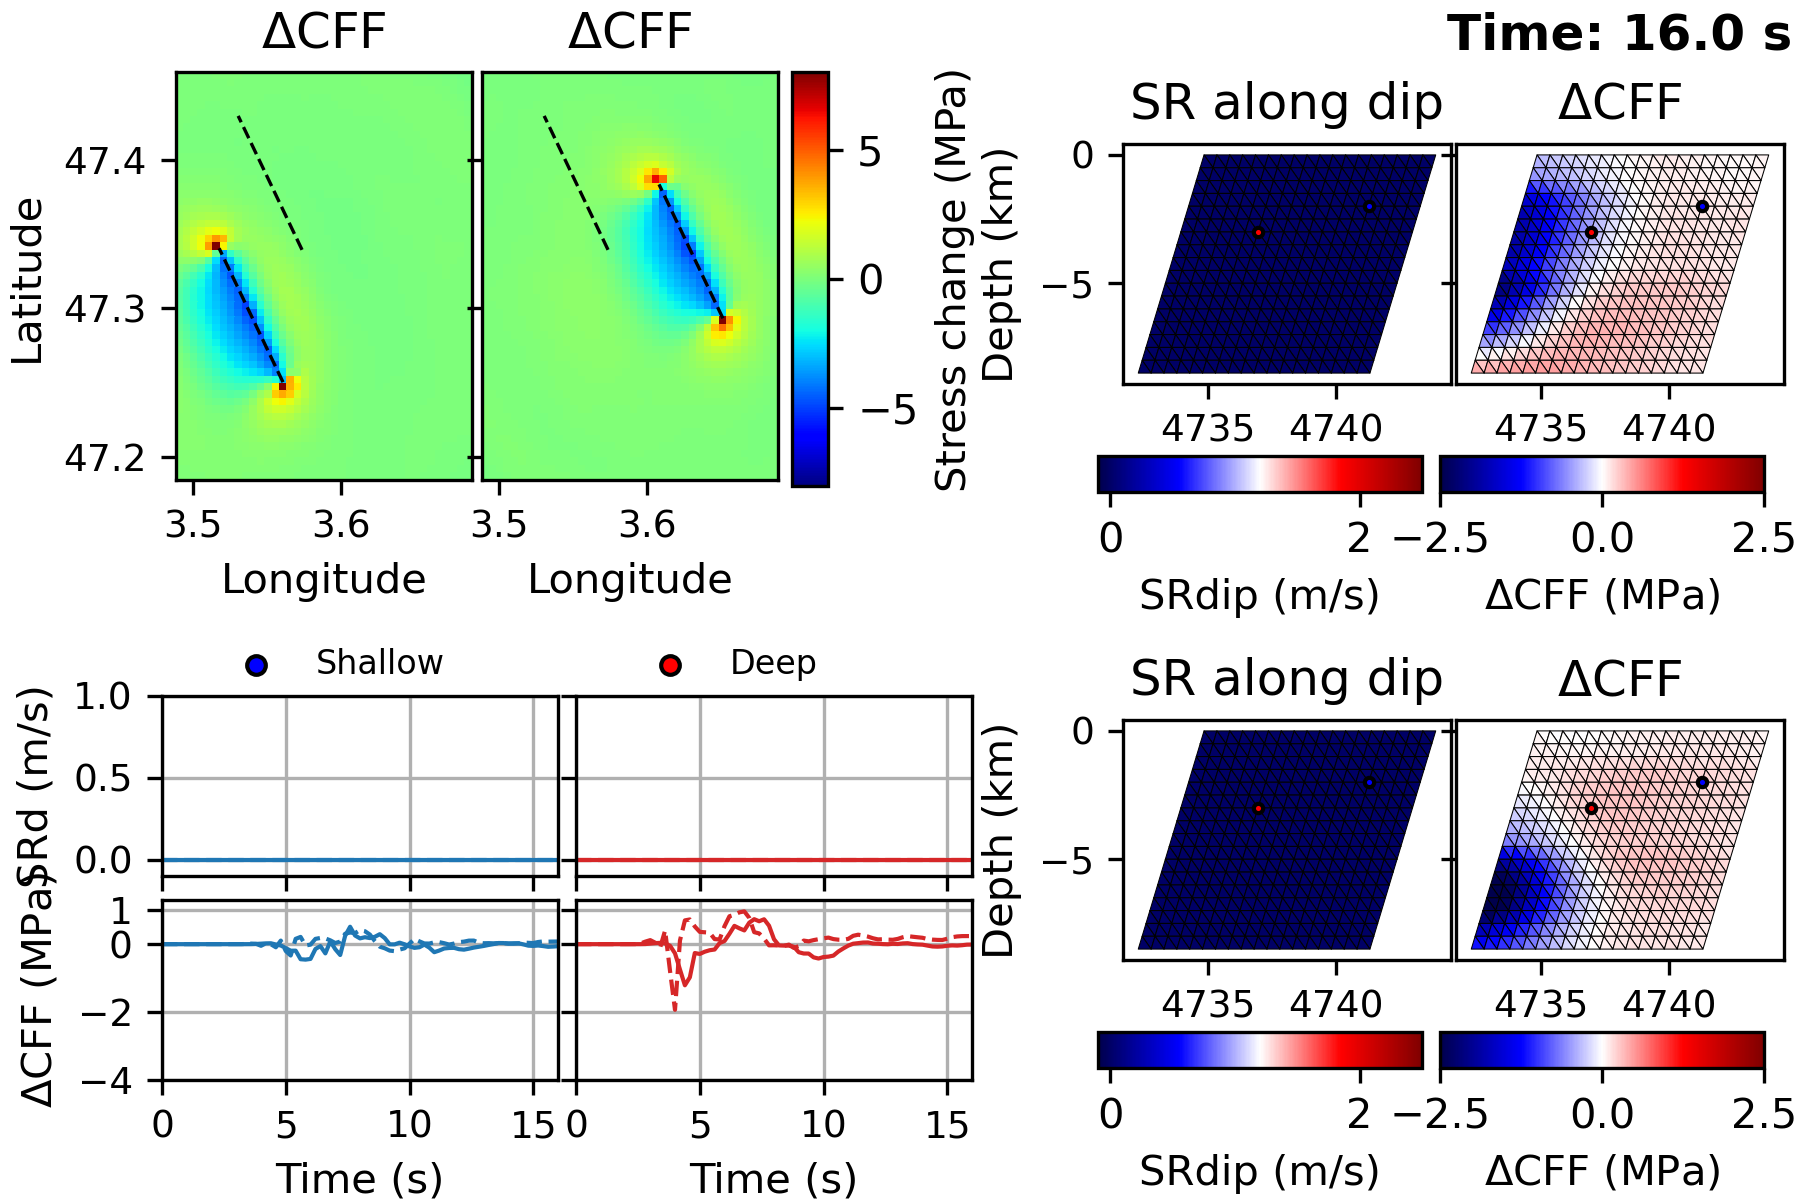 Time: 16.0 s
ΔCFF ΔCFF
Latitude
47.4
47.3
47.2
3.5 3.6 3.5 3.6
Longitude Longitude
5
0
−5
Stress change (MPa)
SR along dip ΔCFF
Depth (km)
0
−5
4735 4740 4735 4740
0 2 −2.5 0.0 2.5
SRdip (m/s) ΔCFF (MPa)
Shallow Deep
SRd (m/s)
1.0
0.5
0.0
ΔCFF (MPa)
1
0
−2
−4
0 5 10 15 0 5 10 15
Time (s) Time (s)
SR along dip ΔCFF
Depth (km)
0
−5
4735 4740 4735 4740
0 2 −2.5 0.0 2.5
SRdip (m/s) ΔCFF (MPa)